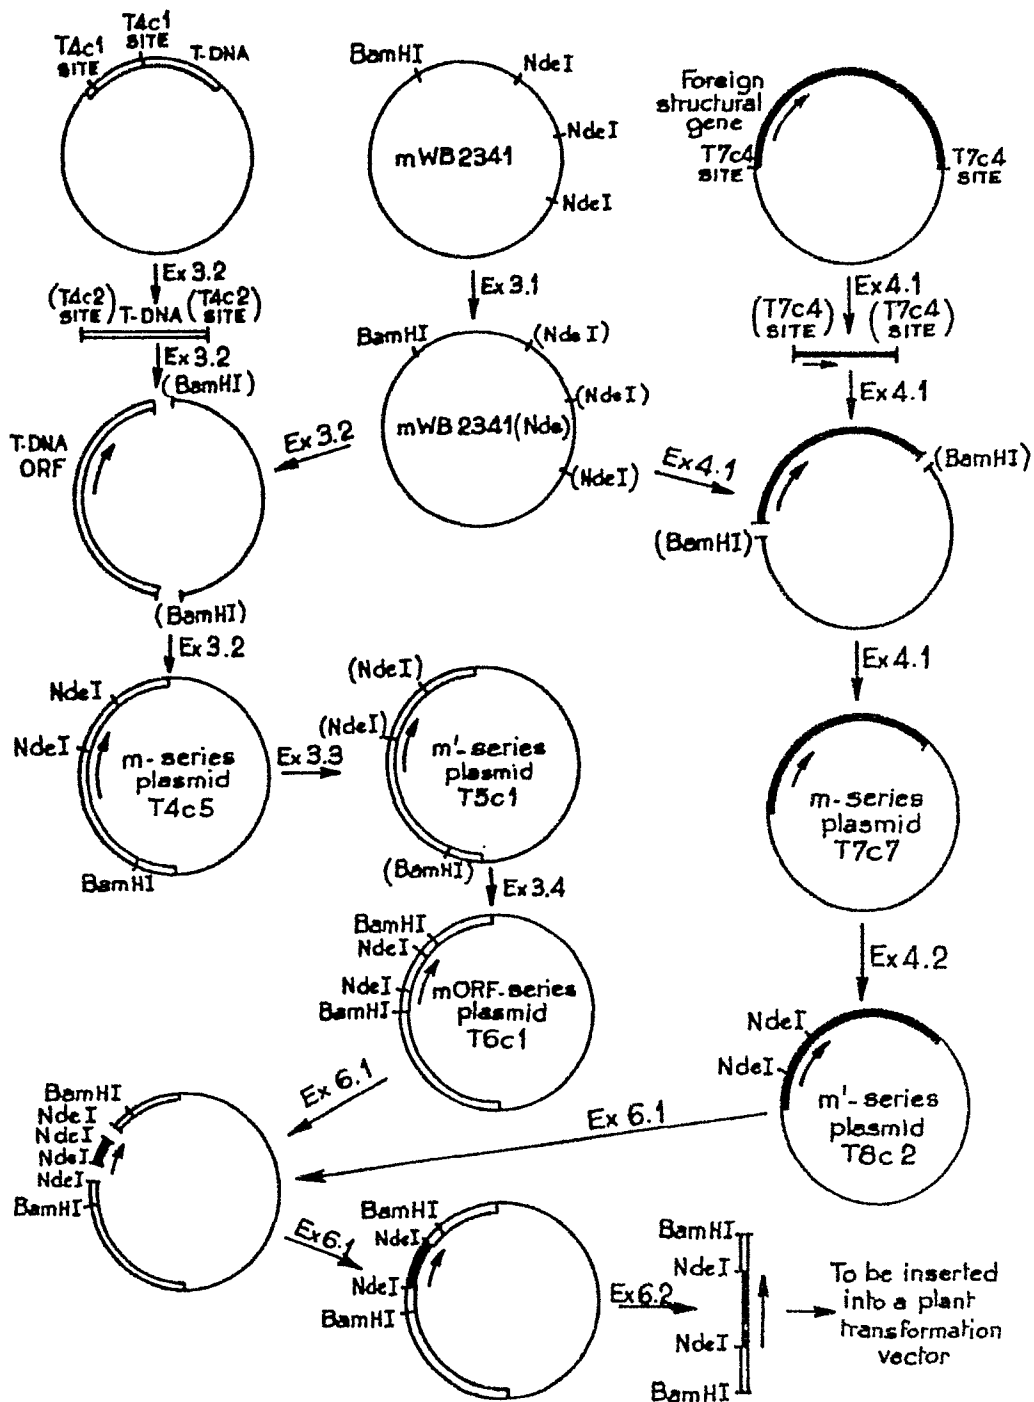 T4c1
SITE
T4c1
SITE
T-DNA
BamHI
NdeI
NdeI
NdeI
mWB2341
Foreign
structural
gene
T7c4
SITE
T7c4
SITE
Ex 3.2
(T4c2
SITE) T-DNA (T4c2
SITE)
Ex 3.1
Ex 4.1
(T7c4
SITE)
(T7c4
SITE)
Ex 3.2
(BamHI)
T-DNA
ORF
(BamHI)
BamHI
(NdeI)
(NdeI)
(NdeI)
mWB2341(Nde)
Ex 3.2
Ex 4.1
Ex 4.1
(BamHI)
(BamHI)
Ex 3.2
Ex 4.1
NdeI
NdeI
m-series
plasmid
T4c5
BamHI
Ex 3.3
(NdeI)
(NdeI)
m'-series
plasmid
T5c1
(BamHI)
m-series
plasmid
T7c7
Ex 3.4
Ex 4.2
BamHI
NdeI
NdeI
BamHI
mORF-series
plasmid
T6c1
NdeI
NdeI
m'-series
plasmid
T8c2
Ex 6.1
Ex 6.1
BamHI
NdeI
NdeI
NdeI
NdeI
BamHI
Ex 6.1
BamHI
NdeI
NdeI
BamHI
Ex 6.2
BamHI
NdeI
NdeI
BamHI
To be inserted
into a plant
transformation
vector